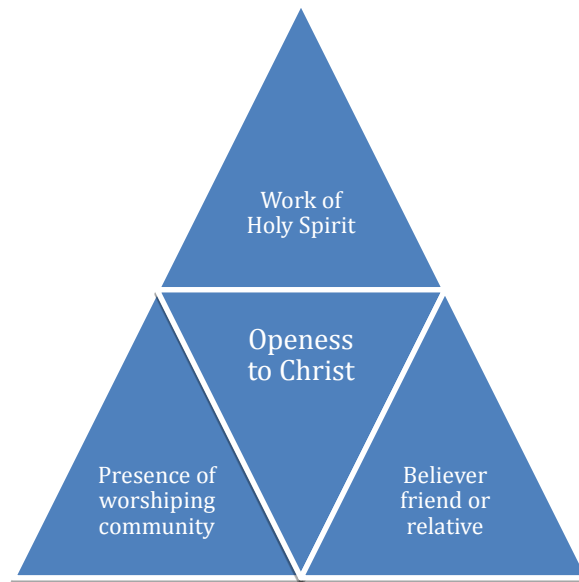 Work of
Holy Spirit
Openess
to Christ
Presence of
worshiping
community
Believer
friend or
relative